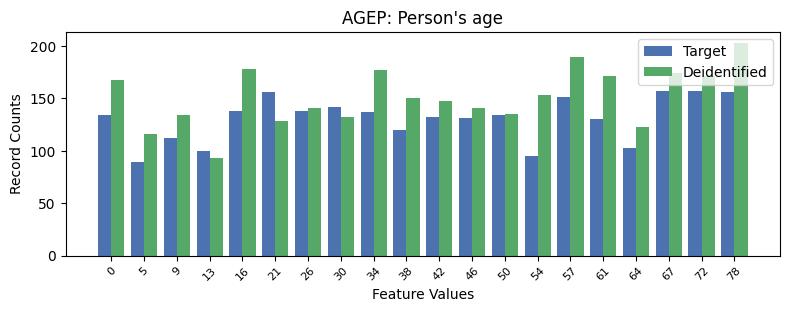 AGEP: Person's age
Record Counts
200
150
100
50
0
Target
Deidentified
0 5 9 13 16 21 26 30 34 38 42 46 50 54 57 61 64 67 72 78
Feature Values